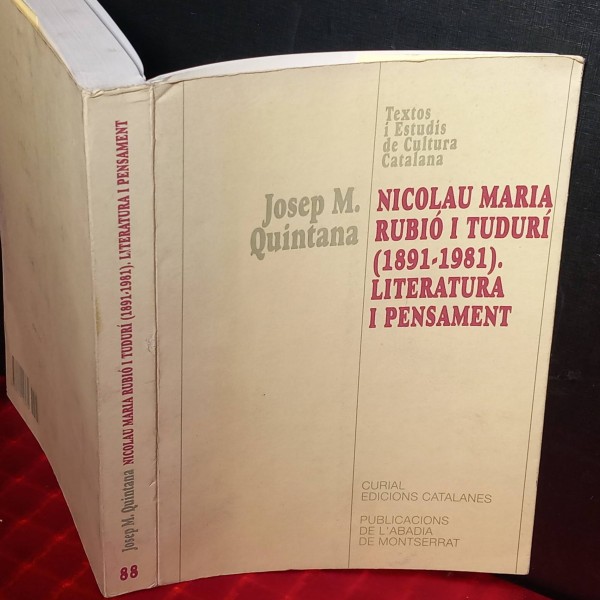 Textos
i Estudis
de Cultura
Catalana
Josep M.
Quintana
NICOLAU MARIA
RUBIÓ I TUDURÍ
(1891-1981).
LITERATURA
I PENSAMENT
CURIAL
EDICIONS CATALANES
PUBLICACIONS
DE L'ABADIA
DE MONTSERRAT
Josep M. Quintana NICOLAU MARIA RUBIÓ I TUDURÍ (1891-1981). LITERATURA I PENSAMENT
88